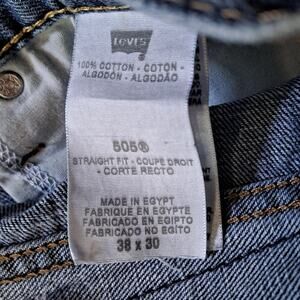 Levi's
100% COTTON - COTON -
ALGODÓN - ALGODÃO
505®
STRAIGHT FIT - COUPE DROIT
- CORTE RECTO
MADE IN EGYPT
FABRIQUE EN EGYPTE
FABRICADO EN EGIPTO
FABRICADO NO EGITO
38 x 30